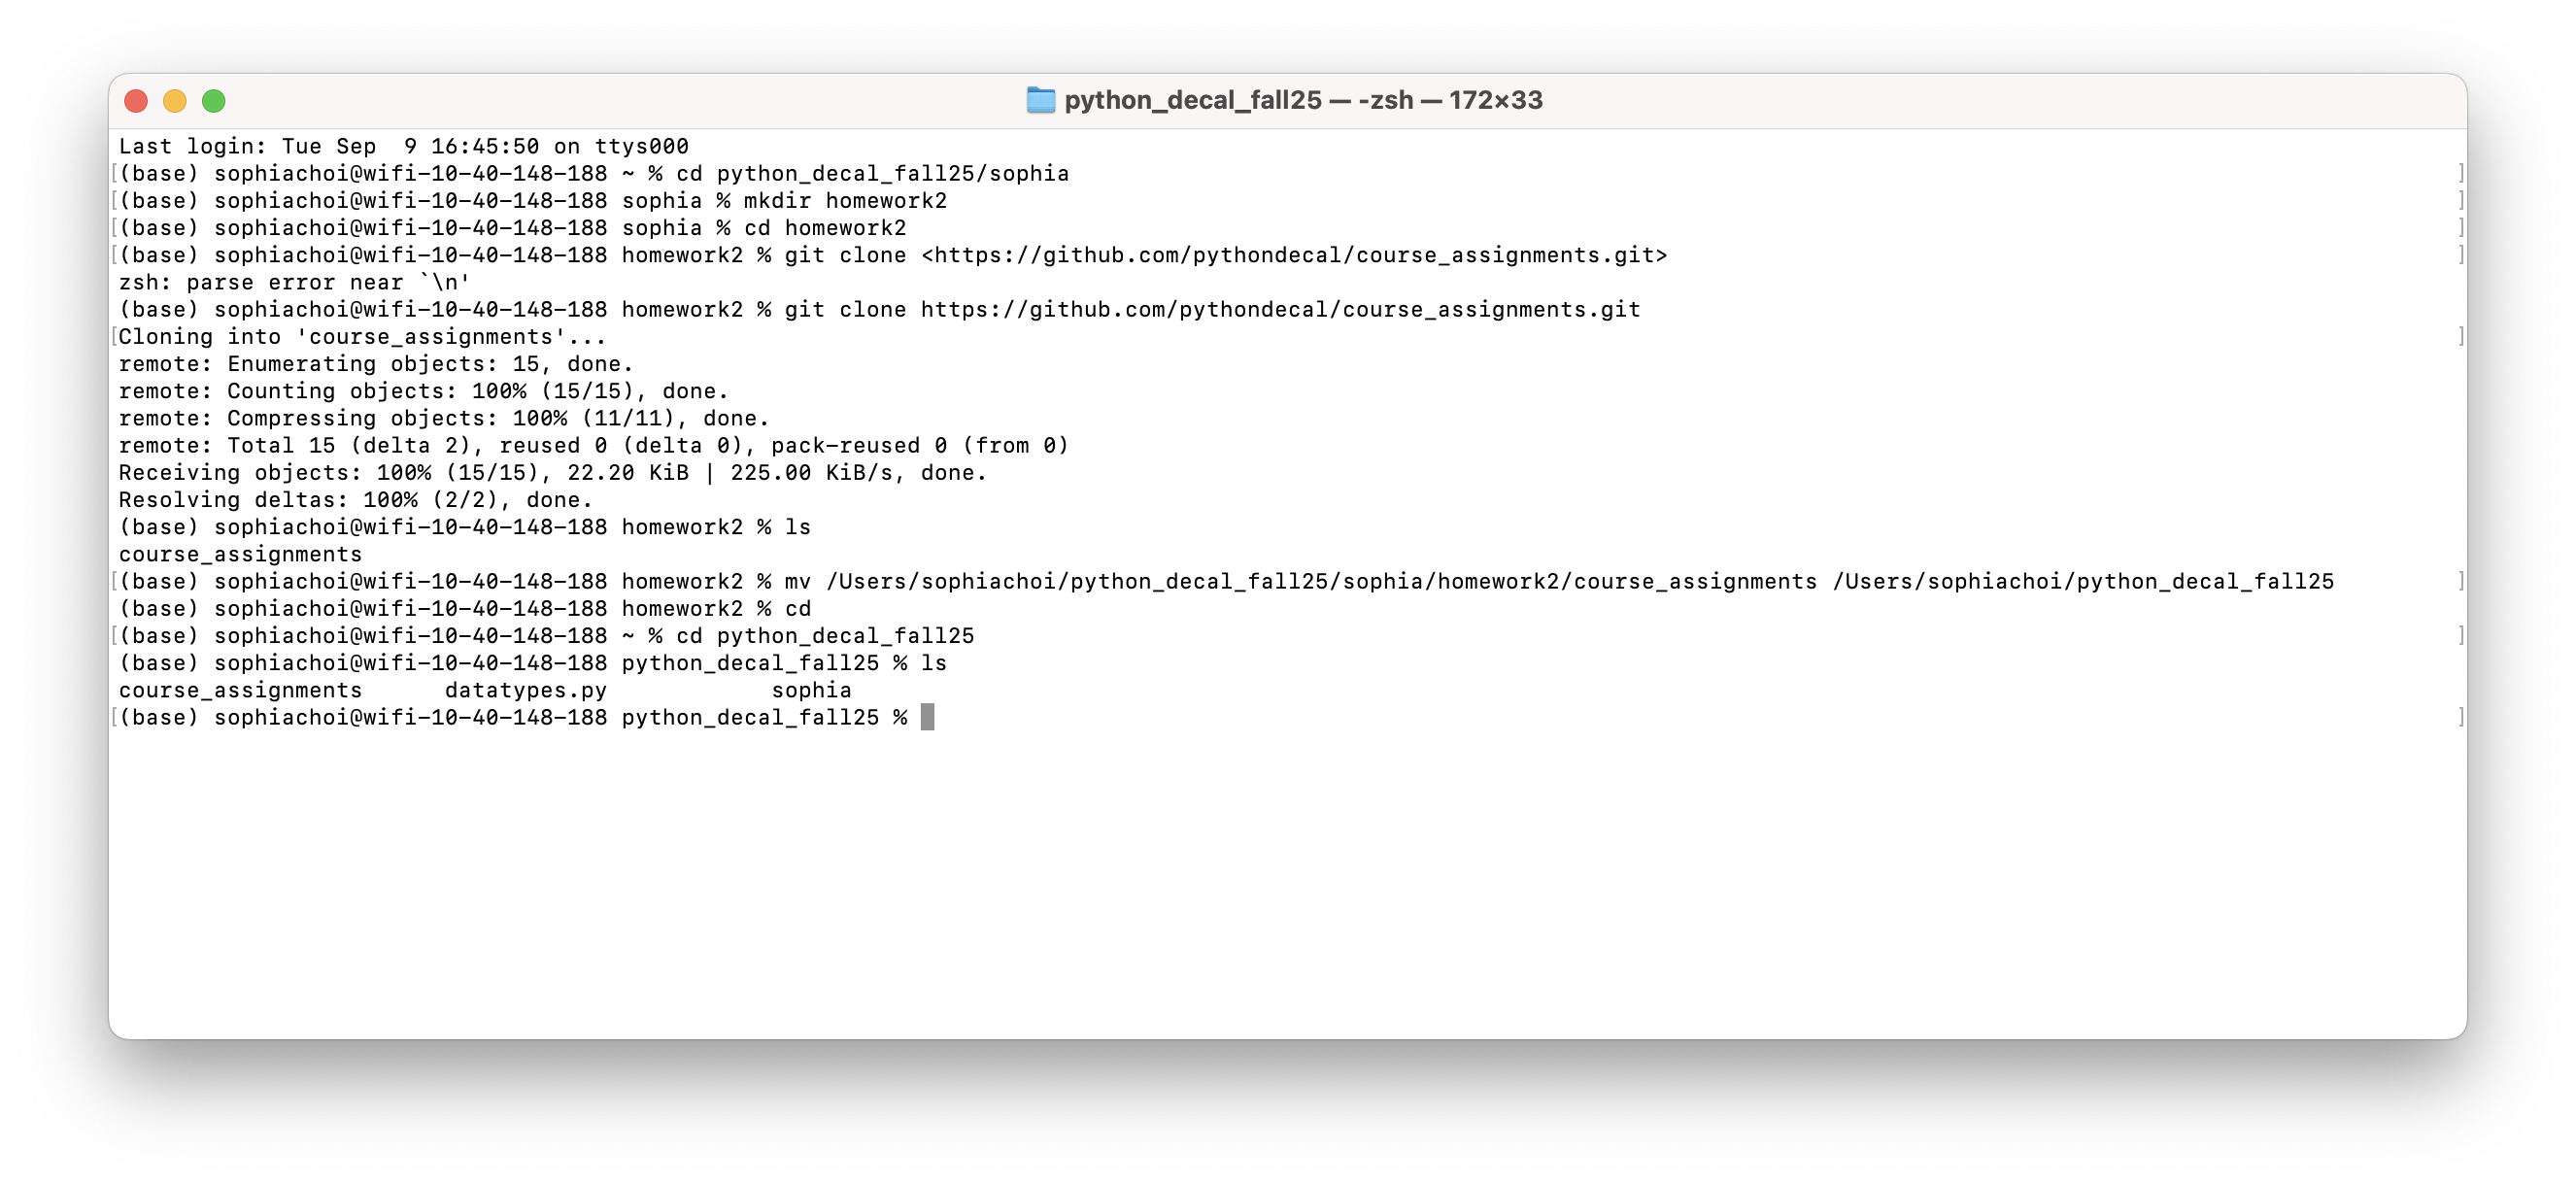 python_decal_fall25 — -zsh — 172×33
Last login: Tue Sep  9 16:45:50 on ttys000
[(base) sophiachoi@wifi-10-40-148-188 ~ % cd python_decal_fall25/sophia ]
[(base) sophiachoi@wifi-10-40-148-188 sophia % mkdir homework2 ]
[(base) sophiachoi@wifi-10-40-148-188 sophia % cd homework2 ]
[(base) sophiachoi@wifi-10-40-148-188 homework2 % git clone <https://github.com/pythondecal/course_assignments.git> ]
zsh: parse error near `\n'
(base) sophiachoi@wifi-10-40-148-188 homework2 % git clone https://github.com/pythondecal/course_assignments.git
[Cloning into 'course_assignments'... ]
remote: Enumerating objects: 15, done.
remote: Counting objects: 100% (15/15), done.
remote: Compressing objects: 100% (11/11), done.
remote: Total 15 (delta 2), reused 0 (delta 0), pack-reused 0 (from 0)
Receiving objects: 100% (15/15), 22.20 KiB | 225.00 KiB/s, done.
Resolving deltas: 100% (2/2), done.
(base) sophiachoi@wifi-10-40-148-188 homework2 % ls
course_assignments
[(base) sophiachoi@wifi-10-40-148-188 homework2 % mv /Users/sophiachoi/python_decal_fall25/sophia/homework2/course_assignments /Users/sophiachoi/python_decal_fall25 ]
(base) sophiachoi@wifi-10-40-148-188 homework2 % cd
[(base) sophiachoi@wifi-10-40-148-188 ~ % cd python_decal_fall25 ]
(base) sophiachoi@wifi-10-40-148-188 python_decal_fall25 % ls
course_assignments      datatypes.py            sophia
[(base) sophiachoi@wifi-10-40-148-188 python_decal_fall25 % ]